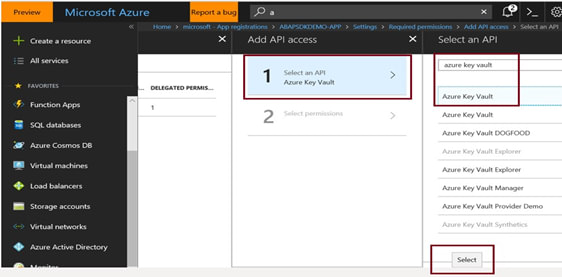 Preview
Microsoft Azure
Report a bug
a
2
Home > microsoft - App registrations > ABAPSDKDEMO-APP > Settings > Required permissions > Add API access > Select an API
Create a resource
All services
FAVORITES
Function Apps
SQL databases
Azure Cosmos DB
Virtual machines
Load balancers
Storage accounts
Virtual networks
Azure Active Directory
Monitor
DELEGATED PERMIS...
1
Add API access
1
Select an API
Azure Key Vault
2
Select permissions
Select an API
azure key vault
Azure Key Vault
Azure Key Vault
Azure Key Vault DOGFOOD
Azure Key Vault Explorer
Azure Key Vault Explorer
Azure Key Vault Manager
Azure Key Vault Provider Demo
Azure Key Vault Synthetics
Select